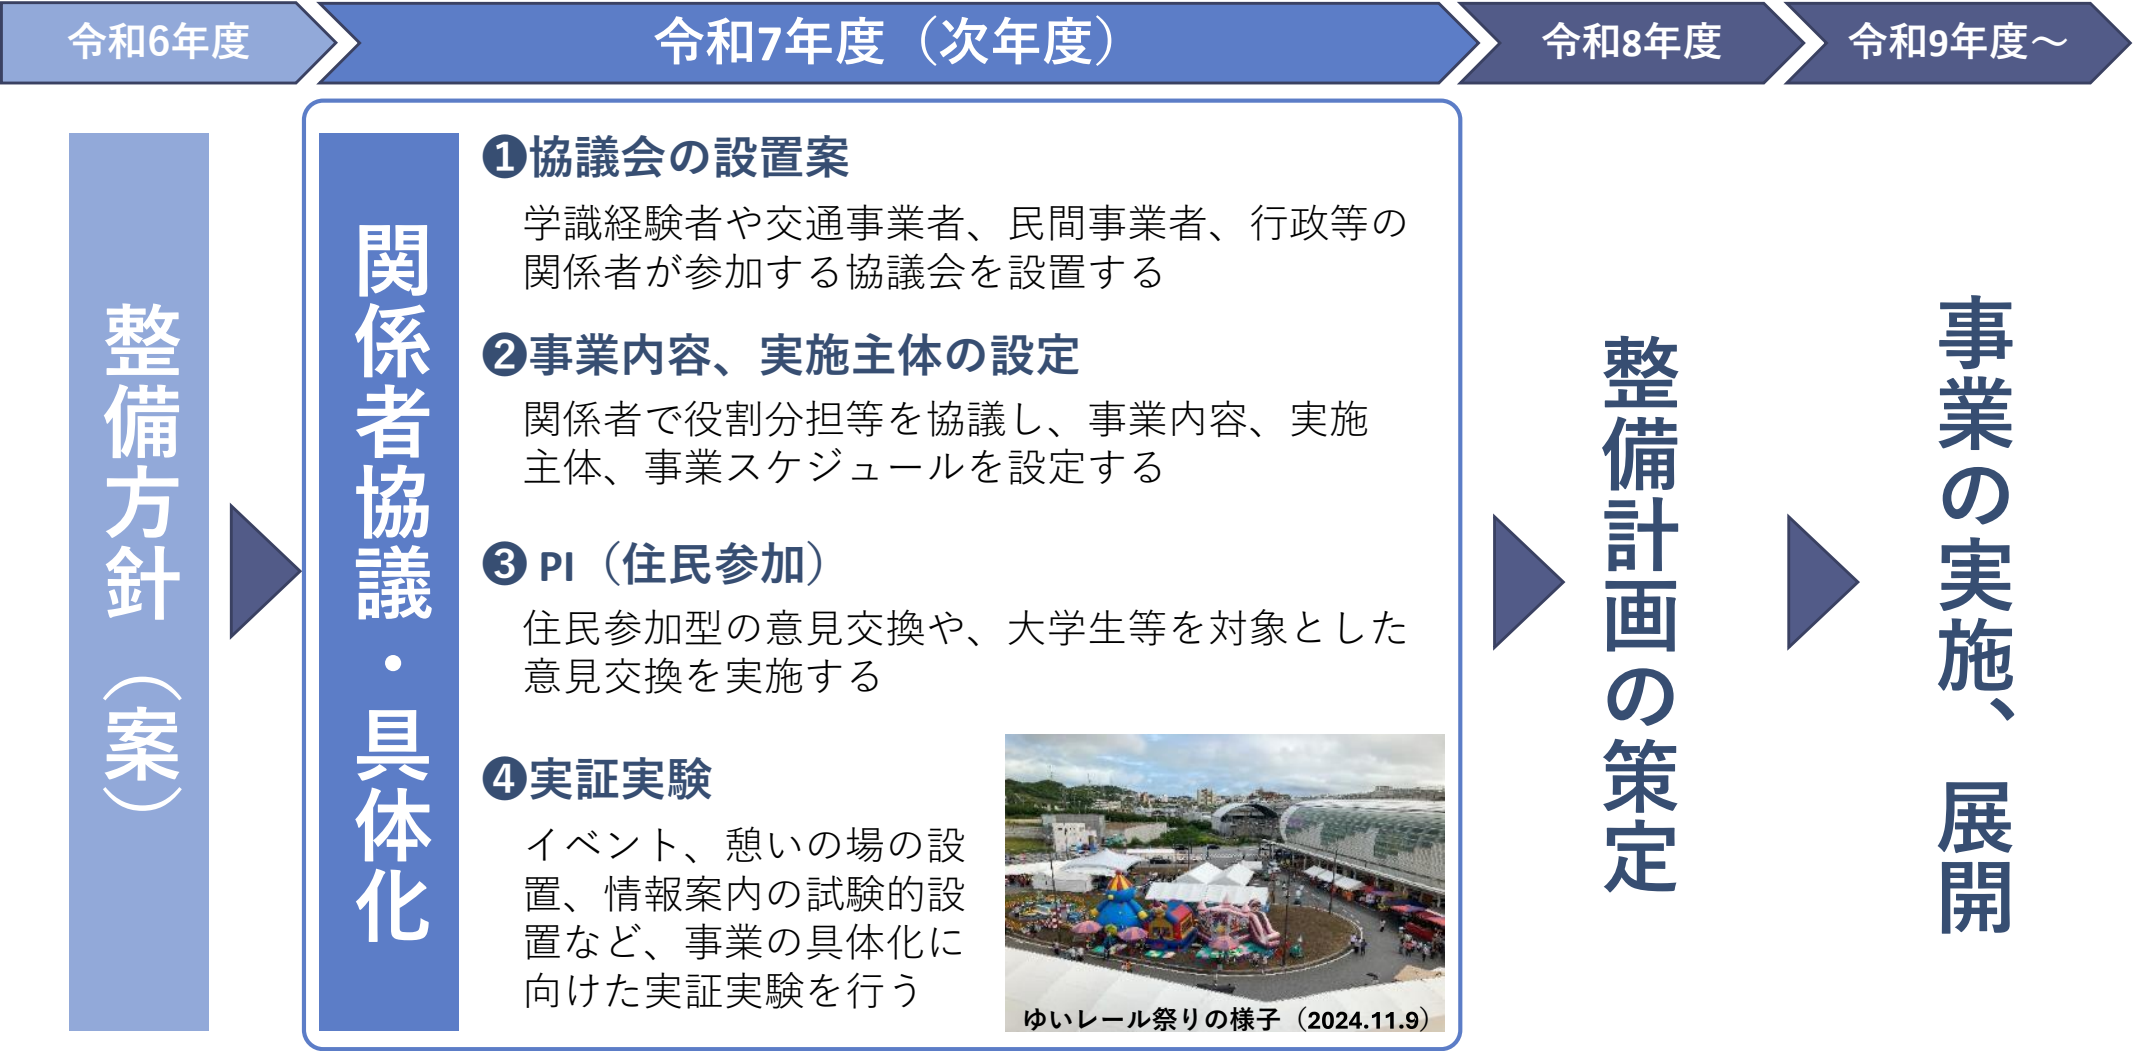 令和6年度
令和7年度（次年度）
令和8年度
令和9年度～
整備方針（案）
関係者協議・具体化
❶協議会の設置案
学識経験者や交通事業者、民間事業者、行政等の
関係者が参加する協議会を設置する
❷事業内容、実施主体の設定
関係者で役割分担等を協議し、事業内容、実施
主体、事業スケジュールを設定する
❸ PI（住民参加）
住民参加型の意見交換や、大学生等を対象とした
意見交換を実施する
❹実証実験
イベント、憩いの場の設
置、情報案内の試験的設
置など、事業の具体化に
向けた実証実験を行う
ゆいレール祭りの様子（2024.11.9）
整備計画の策定
事業の実施、展開